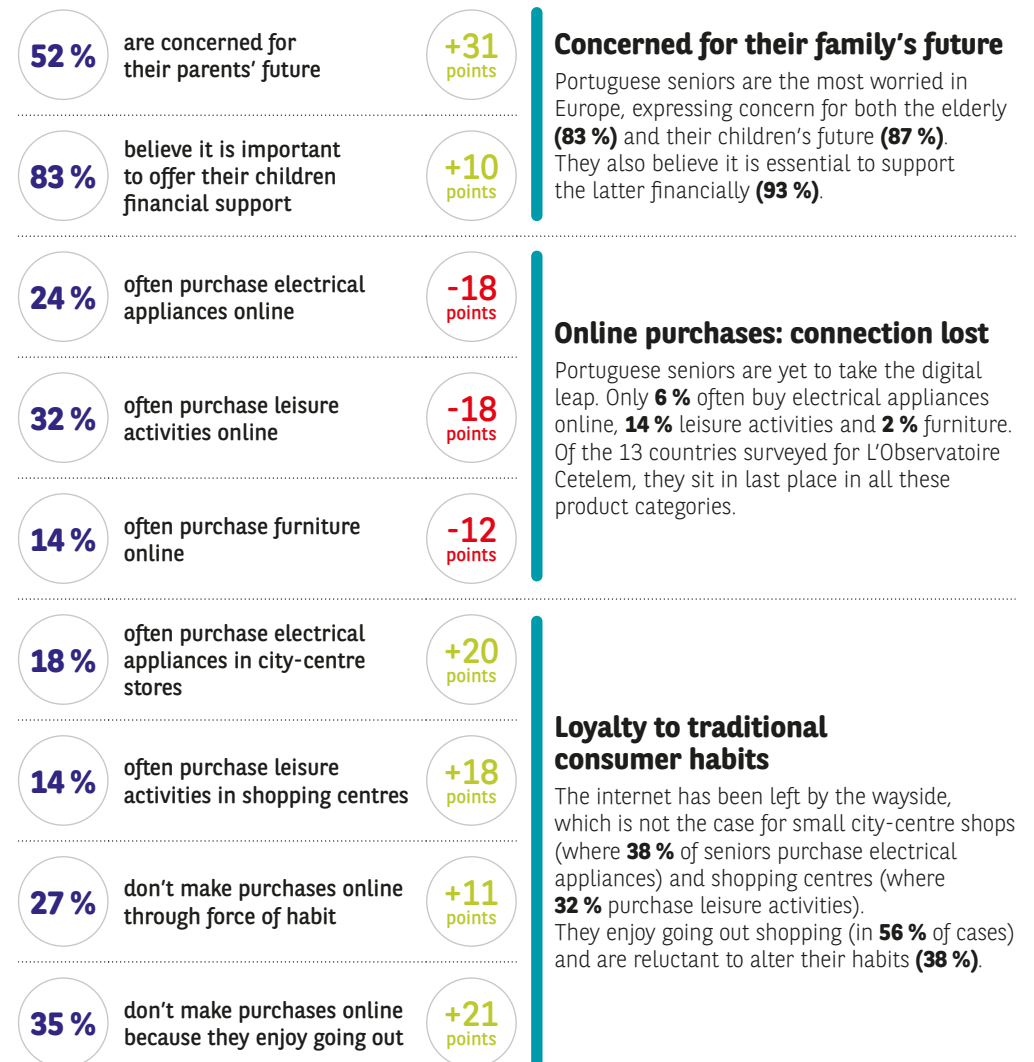 52 %
are concerned for
their parents’ future
+31
points
83 %
believe it is important
to offer their children
financial support
+10
points
Concerned for their family’s future
Portuguese seniors are the most worried in
Europe, expressing concern for both the elderly
(83 %) and their children’s future (87 %).
They also believe it is essential to support
the latter financially (93 %).
24 %
often purchase electrical
appliances online
-18
points
32 %
often purchase leisure
activities online
-18
points
14 %
often purchase furniture
online
-12
points
Online purchases: connection lost
Portuguese seniors are yet to take the digital
leap. Only 6 % often buy electrical appliances
online, 14 % leisure activities and 2 % furniture.
Of the 13 countries surveyed for L’Observatoire
Cetelem, they sit in last place in all these
product categories.
18 %
often purchase electrical
appliances in city-centre
stores
+20
points
14 %
often purchase leisure
activities in shopping centres
+18
points
27 %
don’t make purchases online
through force of habit
+11
points
35 %
don’t make purchases online
because they enjoy going out
+21
points
Loyalty to traditional
consumer habits
The internet has been left by the wayside,
which is not the case for small city-centre shops
(where 38 % of seniors purchase electrical
appliances) and shopping centres (where
32 % purchase leisure activities).
They enjoy going out shopping (in 56 % of cases)
and are reluctant to alter their habits (38 %).